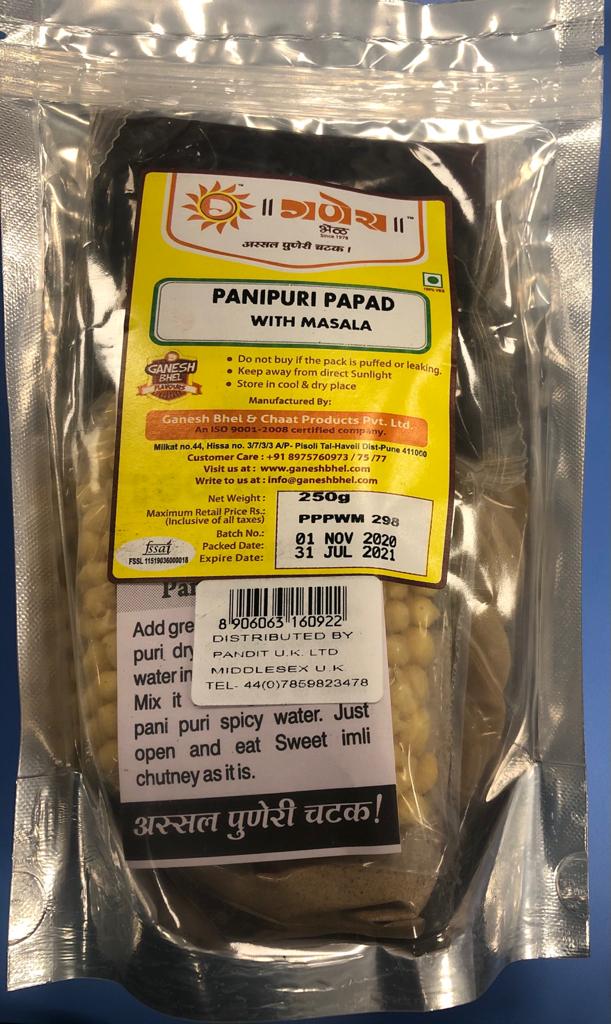 ॥ गणेश ॥ ™
भेळ
Since 1978
अस्सल पुणेरी चटक !
100% VEG
PANIPURI PAPAD
WITH MASALA
GANESH
BHEL
FLAVOURS
• Do not buy if the pack is puffed or leaking.
• Keep away from direct Sunlight
• Store in cool & dry place
Manufactured By:
Ganesh Bhel & Chaat Products Pvt. Ltd.
An ISO 9001-2008 certified company.
Milkat no.44, Hissa no. 3/7/3/3 A/P- Pisoli Tal-Haveli Dist-Pune 411060
Customer Care : +91 8975760973 / 75 /77
Visit us at : www.ganeshbhel.com
Write to us at : info@ganeshbhel.com
Net Weight : 250g
Maximum Retail Price Rs.:
(Inclusive of all taxes)
Batch No.: PPPWM 298
Packed Date: 01 NOV 2020
Expire Date: 31 JUL 2021
fssai
FSSL 11519036000018
8 906063 160922
DISTRIBUTED BY
PANDIT U.K. LTD
MIDDLESEX U.K
TEL- 44(0)7859823478
Add
puri
water in
Mix it
pani puri spicy water. Just
open and eat Sweet imli
chutney as it is.
अस्सल पुणेरी चटक!